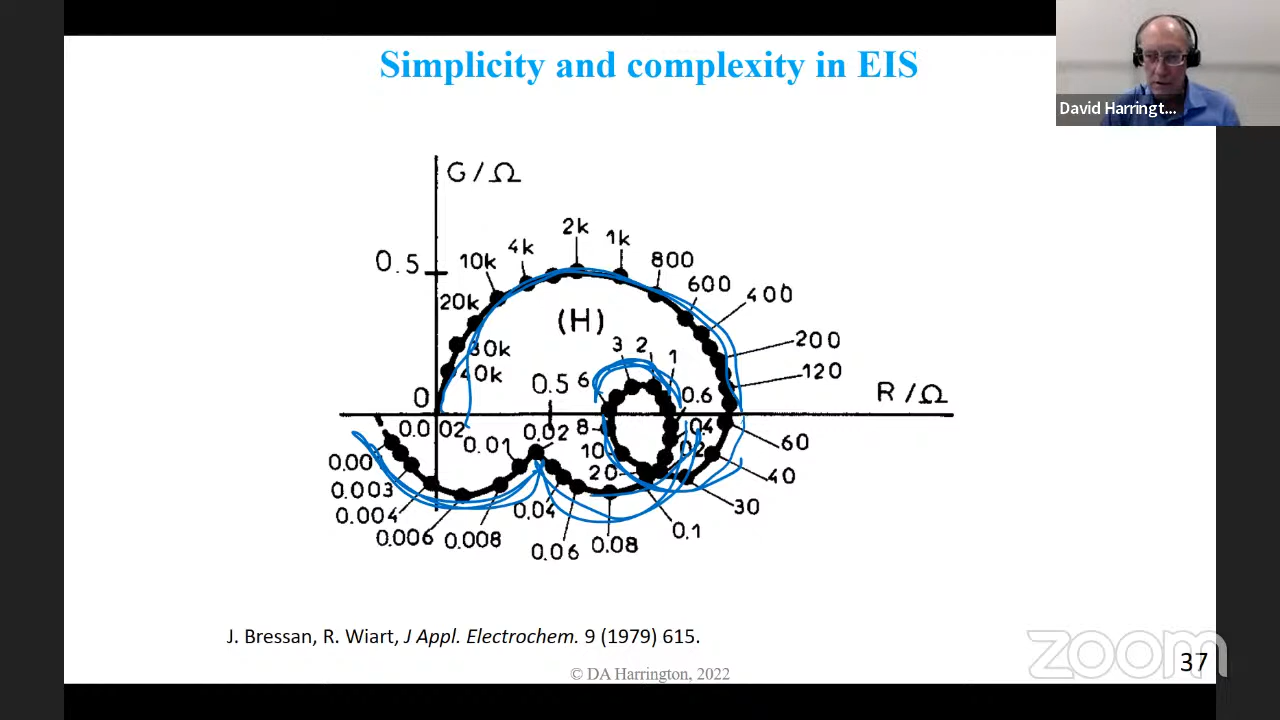 Simplicity and complexity in EIS
David Harringt...
G/Ω
2k
4k
1k
0.5
10k
800
600
400
20k
(H)
30k
3
2
1
200
40k
0.5
6
120
0
0.6
R/Ω
0.002
0.02
8
04
60
0.01
10
02
0.00
20
40
0.003
0.004
0.04
30
0.006
0.008
0.06
0.08
0.1
J. Bressan, R. Wiart, J Appl. Electrochem. 9 (1979) 615.
zoom
37
© DA Harrington, 2022